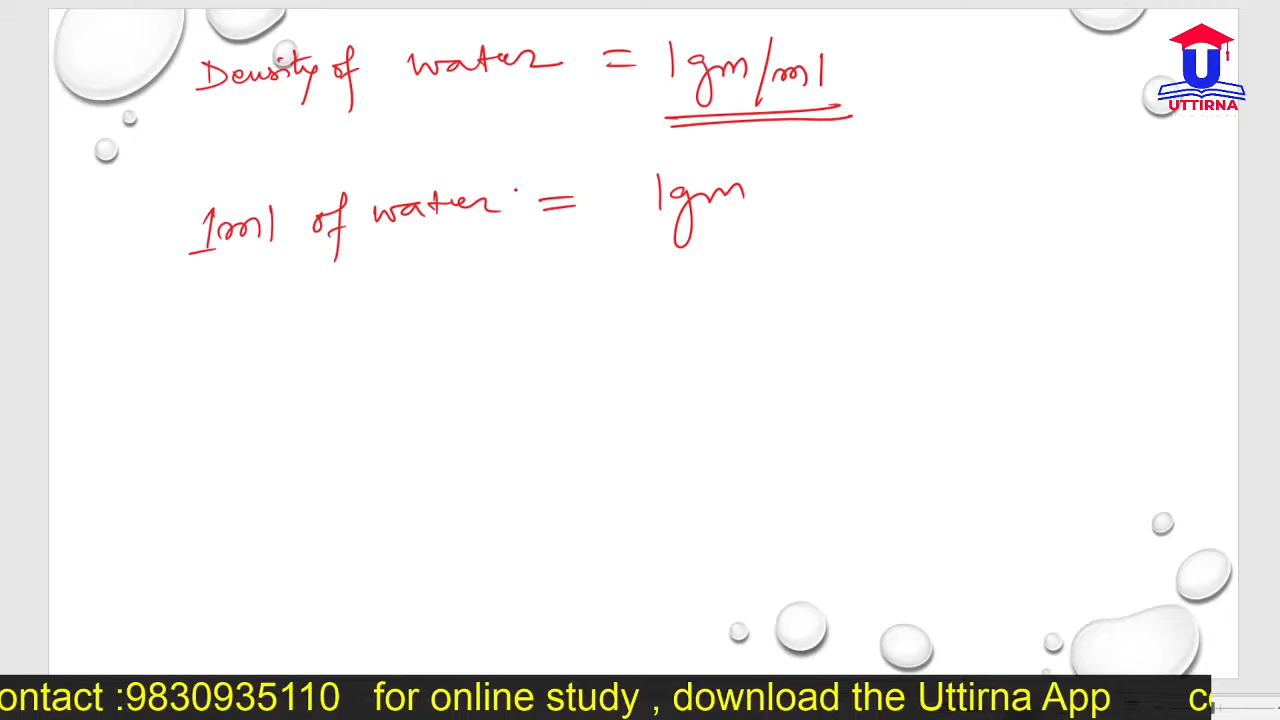 Density of water = 1gm/ml
U
UTTIRNA
1ml of water = 1gm
ontact :9830935110 for online study , download the Uttirna App